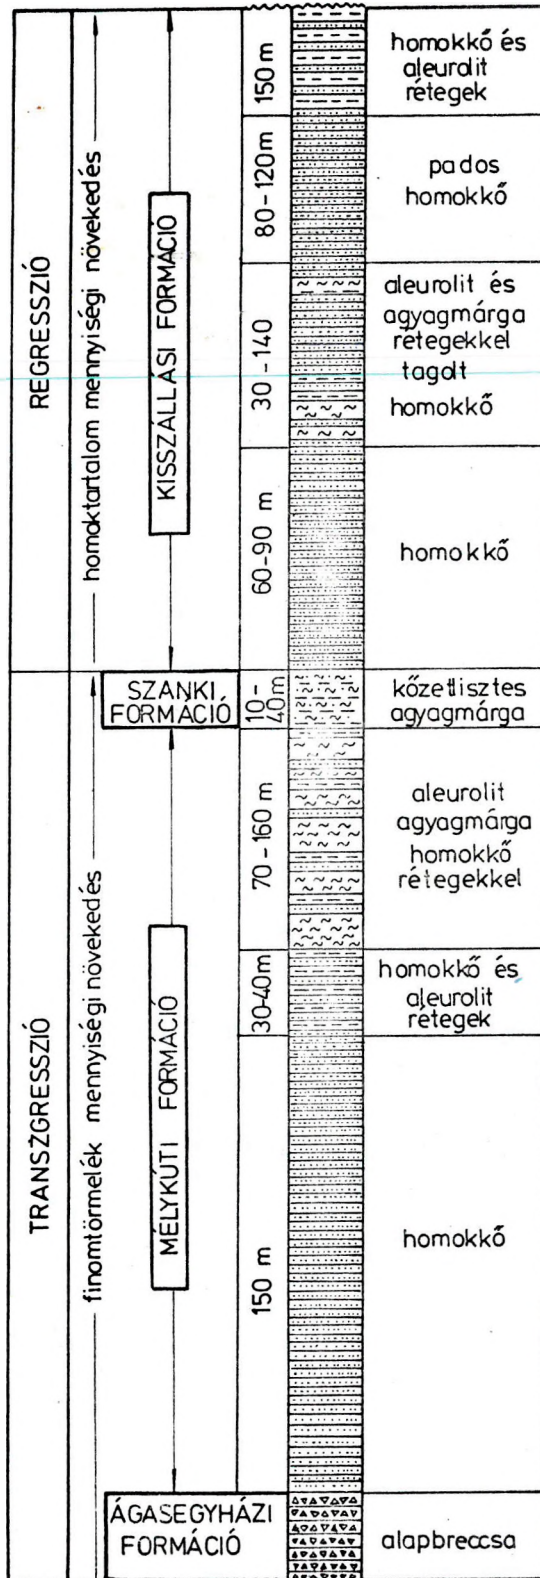 REGRESSZIÓ
homoktartalom mennyiségi növekedés
KISSZÁLLÁSI FORMÁCIÓ
150 m
homokkő és
aleurolit
rétegek
80-120m
pados
homokkő
30-140
aleurolit és
agyagmárga
rétegekkel
tagolt
homokkő
60-90 m
homokkő
TRANSZGRESSZIÓ
finomtörmelék mennyiségi növekedés
SZANKI
FORMÁCIÓ
10-
40m
kőzetlisztes
agyagmárga
MÉLYKÚTI FORMÁCIÓ
70-160 m
aleurolit
agyagmárga
homokkő
rétegekkel
30-40m
homokkő és
aleurolit
rétegek
150 m
homokkő
ÁGASEGYHÁZI
FORMÁCIÓ
alapbreccsa